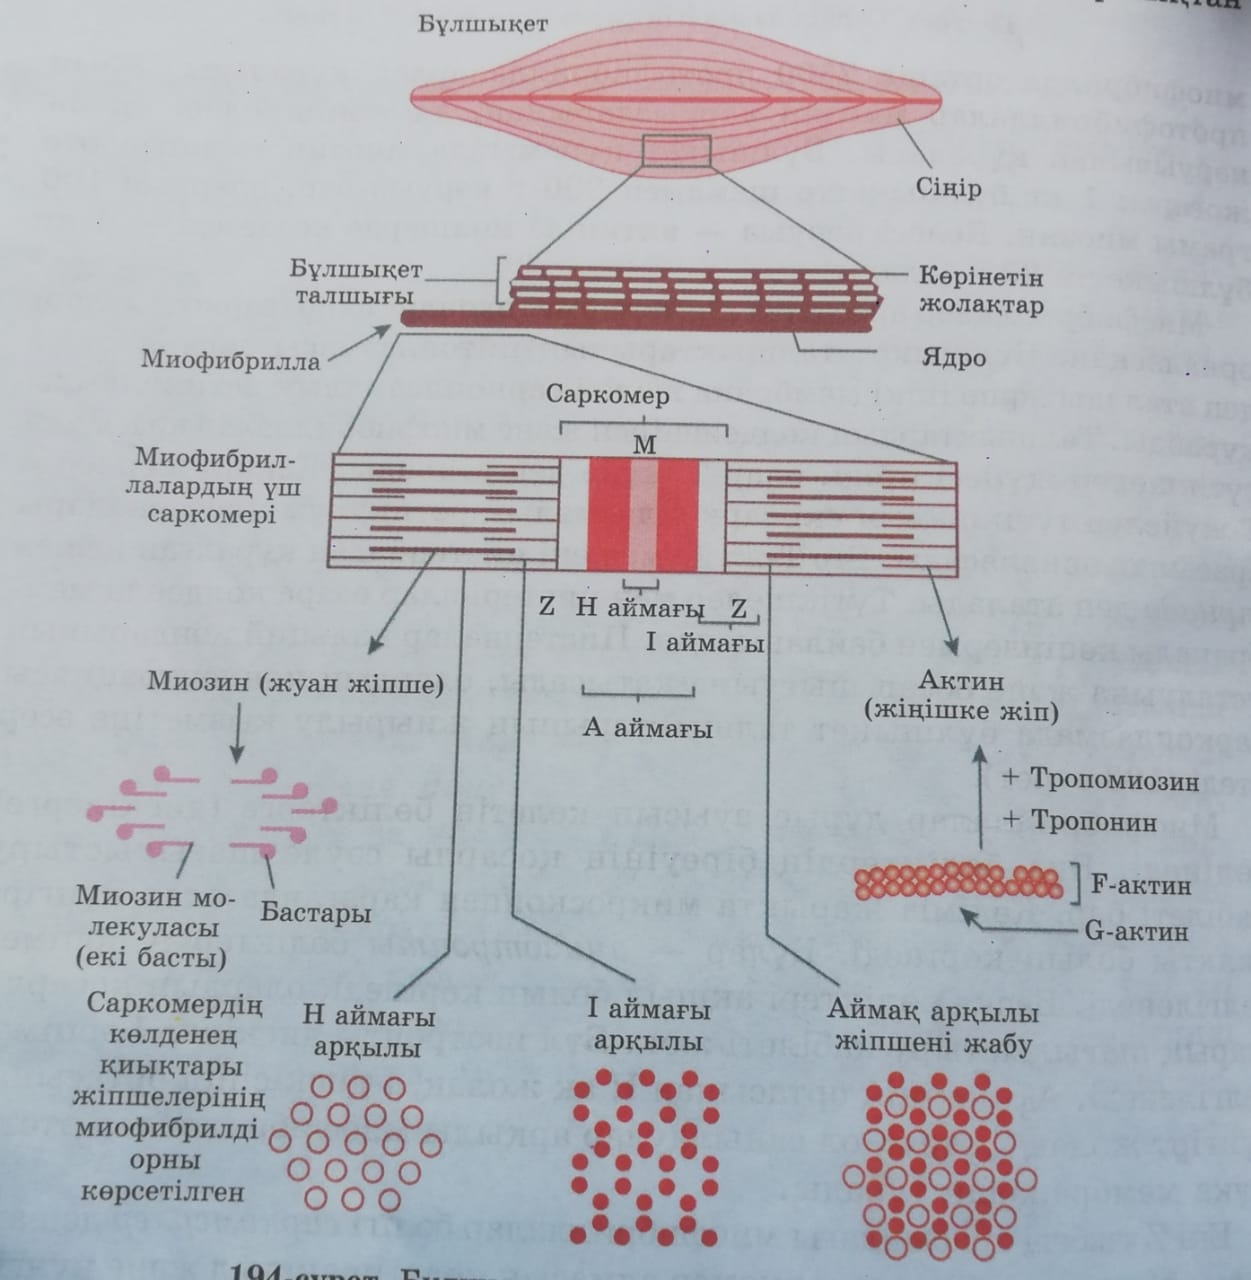 Бұлшықет
Сіңір
Бұлшықет
талшығы
Көрінетін
жолақтар
Миофибрилла
Ядро
Саркомер
M
Миофибрил-
лалардың үш
саркомері
Z H аймағы Z
I аймағы
Миозин (жуан жіпше)
А аймағы
Актин
(жіңішке жіп)
+ Тропомиозин
+ Тропонин
F-актин
G-актин
Миозин мо-
лекуласы
(екі басты)
Бастары
Саркомердің
көлденең
қиықтары
жіпшелерінің
миофибрилді
орны
көрсетілген
H аймағы
арқылы
I аймағы
арқылы
Аймақ арқылы
жіпшені жабу
194-сурет.